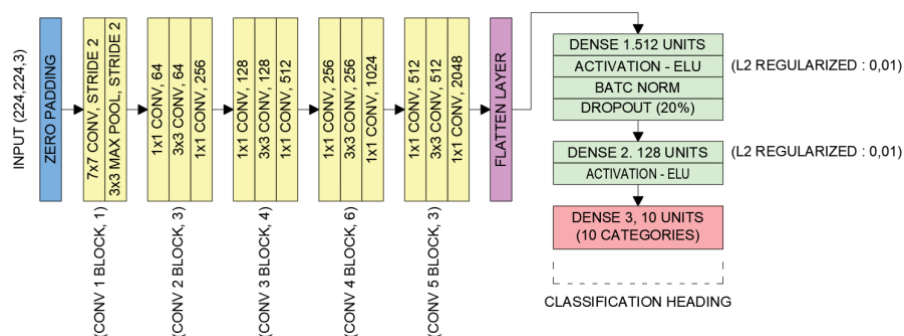 INPUT (224,224,3)
ZERO PADDING
7x7 CONV, STRIDE 2
3x3 MAX POOL, STRIDE 2
(CONV 1 BLOCK, 1)
1x1 CONV, 64
3x3 CONV, 64
1x1 CONV, 256
(CONV 2 BLOCK, 3)
1x1 CONV, 128
3x3 CONV, 128
1x1 CONV, 512
(CONV 3 BLOCK, 4)
1x1 CONV, 256
3x3 CONV, 256
1x1 CONV, 1024
(CONV 4 BLOCK, 6)
1x1 CONV, 512
3x3 CONV, 512
1x1 CONV, 2048
(CONV 5 BLOCK, 3)
FLATTEN LAYER
DENSE 1.512 UNITS
ACTIVATION - ELU
BATC NORM
DROPOUT (20%)
(L2 REGULARIZED : 0,01)
DENSE 2. 128 UNITS
ACTIVATION - ELU
(L2 REGULARIZED : 0,01)
DENSE 3, 10 UNITS
(10 CATEGORIES)
CLASSIFICATION HEADING